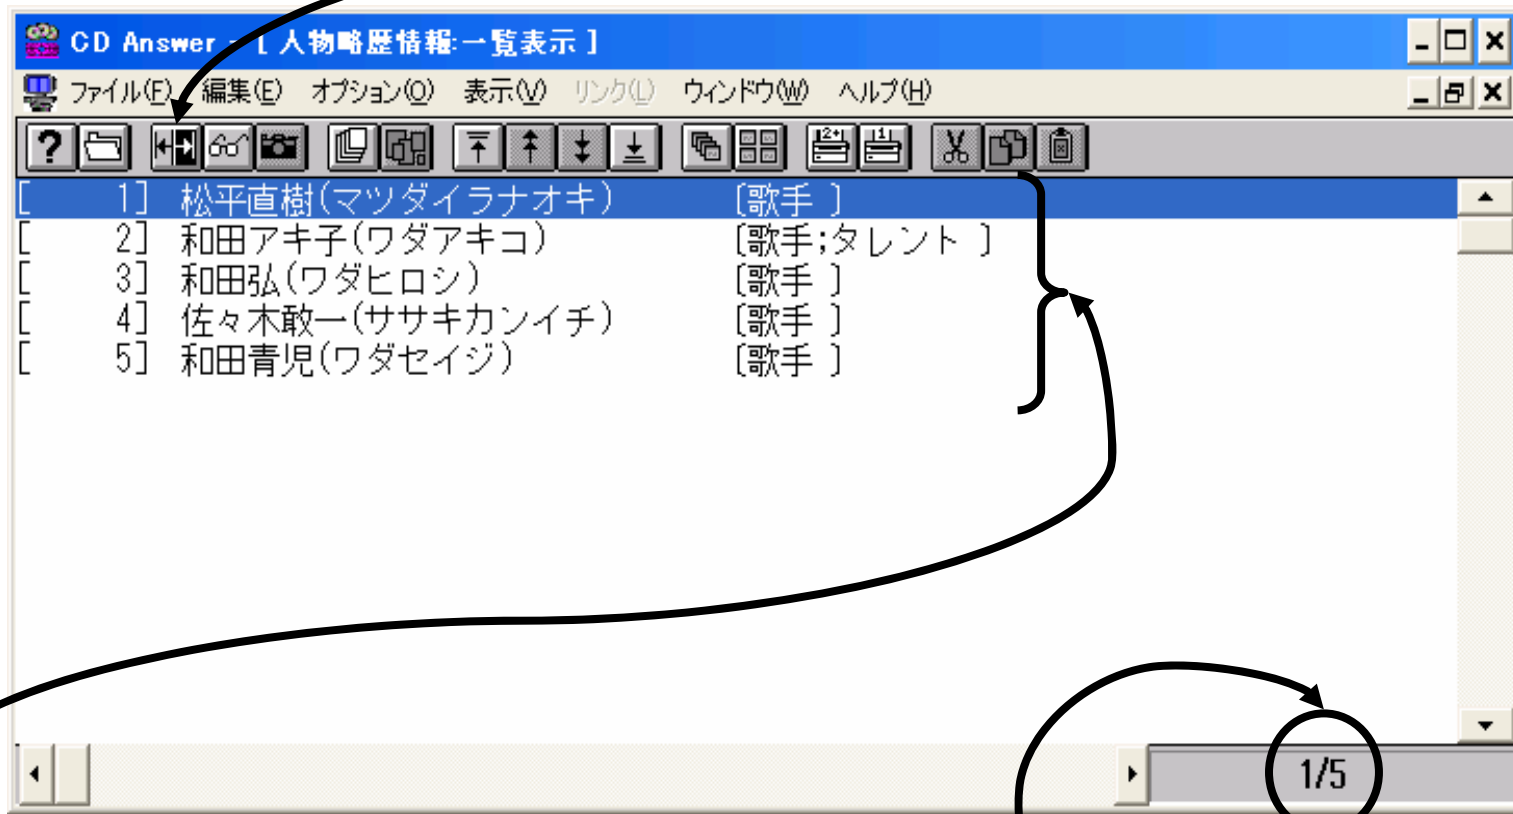 CD Answer - [ 人物略歴情報:一覧表示 ]
ファイル(F) 編集(E) オプション(O) 表示(V) リンク(L) ウィンドウ(W) ヘルプ(H)
[ 1] 松平直樹(マツダイラナオキ) [歌手 ]
[ 2] 和田アキ子(ワダアキコ) [歌手;タレント ]
[ 3] 和田弘(ワダヒロシ) [歌手 ]
[ 4] 佐々木敢一(ササキカンイチ) [歌手 ]
[ 5] 和田青児(ワダセイジ) [歌手 ]
1/5